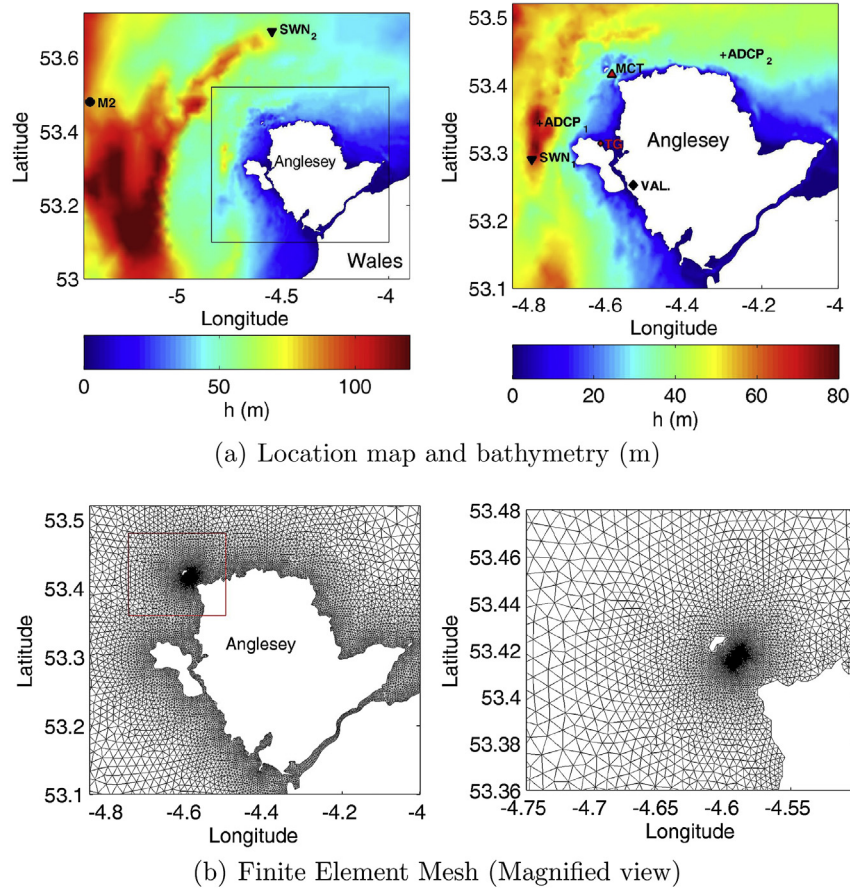 53.6
53.4
53.2
53
Latitude
SWN2
M2
Anglesey
Wales
-5
-4.5
-4
Longitude
0
50
100
h (m)
53.5
53.4
53.3
53.2
53.1
Latitude
MCT
ADCP2
ADCP1
TG
SWN
Anglesey
VAL.
-4.8
-4.6
-4.4
-4.2
-4
Longitude
0
20
40
60
80
h (m)
(a) Location map and bathymetry (m)
53.5
53.4
53.3
53.2
53.1
Latitude
Anglesey
-4.8
-4.6
-4.4
-4.2
-4
Longitude
53.48
53.46
53.44
53.42
53.4
53.38
53.36
Latitude
-4.75
-4.7
-4.65
-4.6
-4.55
Longitude
(b) Finite Element Mesh (Magnified view)